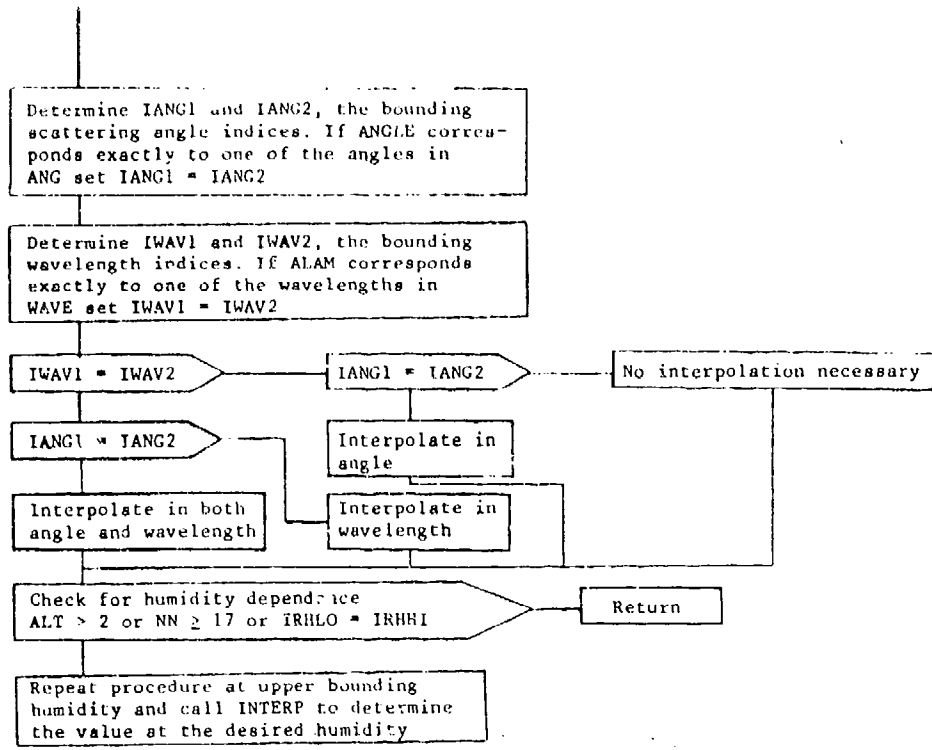 Determine IANG1 and IANG2, the bounding
scattering angle indices. If ANGLE corres-
ponds exactly to one of the angles in
ANG set IANG1 = IANG2
Determine IWAV1 and IWAV2, the bounding
wavelength indices. If ALAM corresponds
exactly to one of the wavelengths in
WAVE set IWAV1 = IWAV2
IWAV1 = IWAV2
IANG1 = IANG2
No interpolation necessary
IANG1 = IANG2
Interpolate in
angle
Interpolate in both
angle and wavelength
Interpolate in
wavelength
Check for humidity dependence
ALT > 2 or NN ≥ 17 or IRHLO = IRHHI
Return
Repeat procedure at upper bounding
humidity and call INTERP to determine
the value at the desired humidity